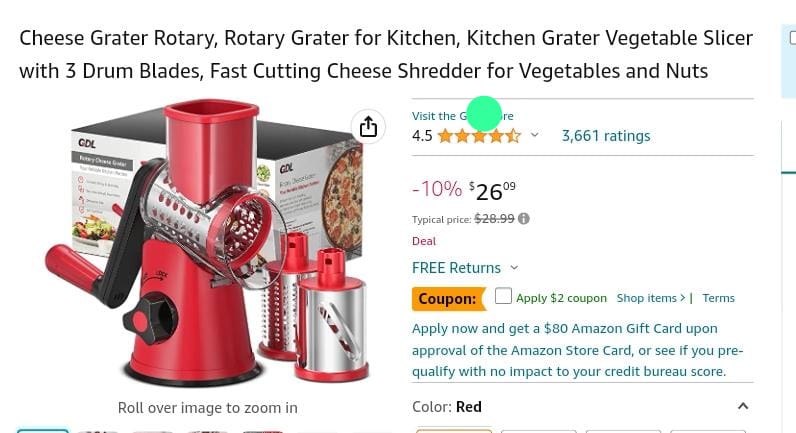 Cheese Grater Rotary, Rotary Grater for Kitchen, Kitchen Grater Vegetable Slicer
with 3 Drum Blades, Fast Cutting Cheese Shredder for Vegetables and Nuts
GDL
Rotary Cheese Grater
GDL
LOCK
Roll over image to zoom in
Visit the
4.5 3,661 ratings
-10% $26 09
Typical price: $28.99
Deal
FREE Returns
Coupon: Apply $2 coupon Shop items > | Terms
Apply now and get a $80 Amazon Gift Card upon
approval of the Amazon Store Card, or see if you pre-
qualify with no impact to your credit bureau score.
Color: Red